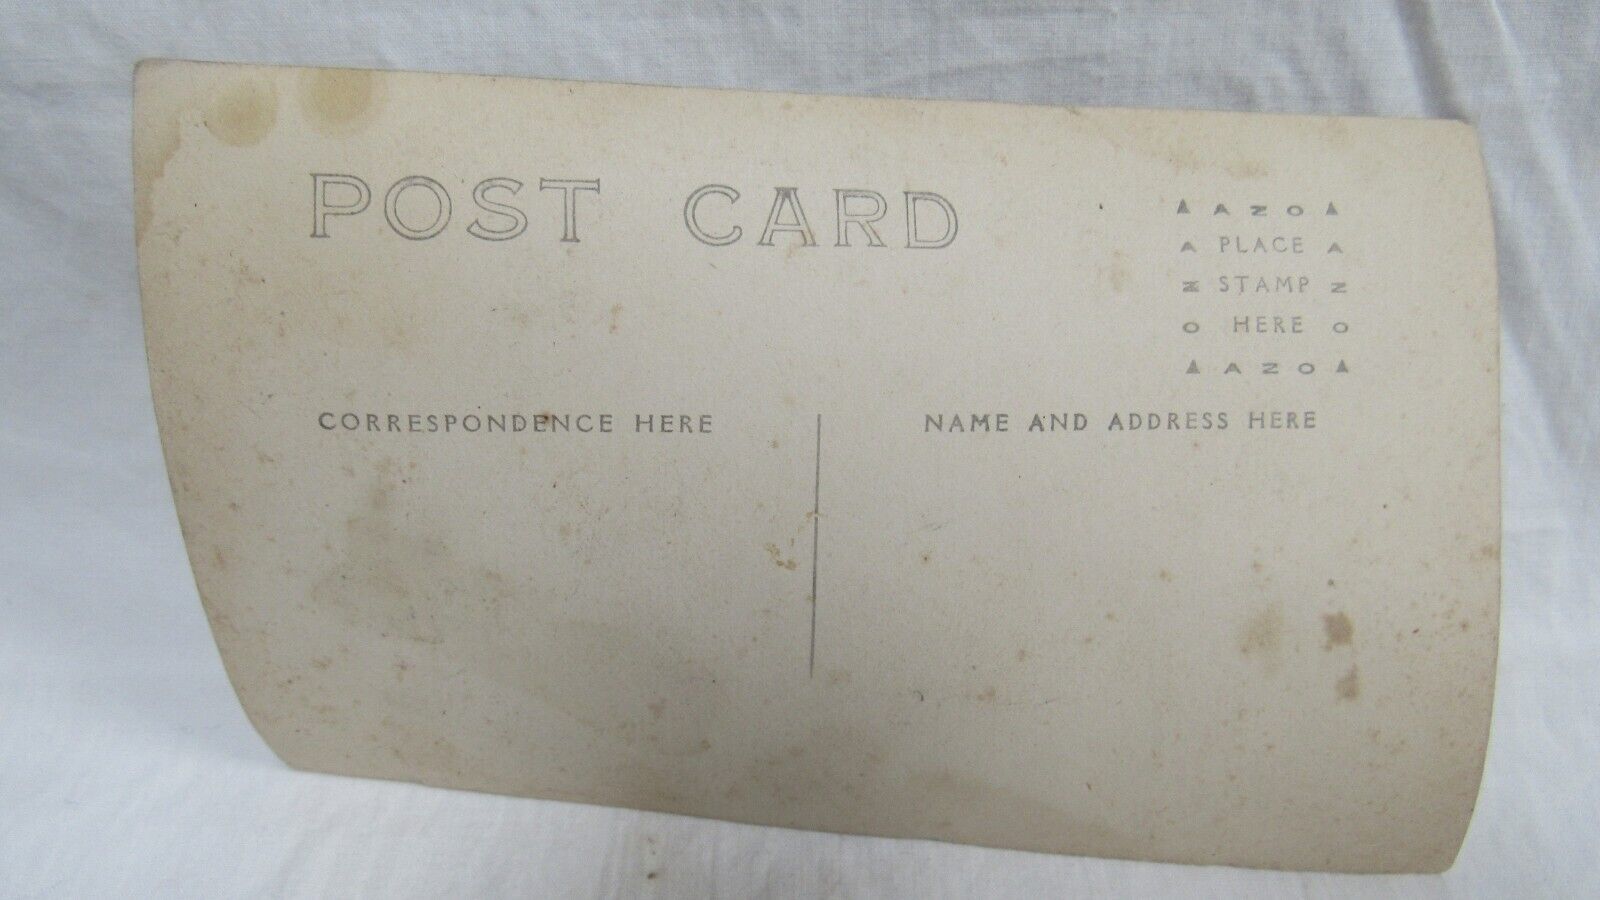 POST CARD
▲ AZO ▲
A PLACE A
Z STAMP Z
O HERE O
▲ AZO ▲
CORRESPONDENCE HERE
NAME AND ADDRESS HERE